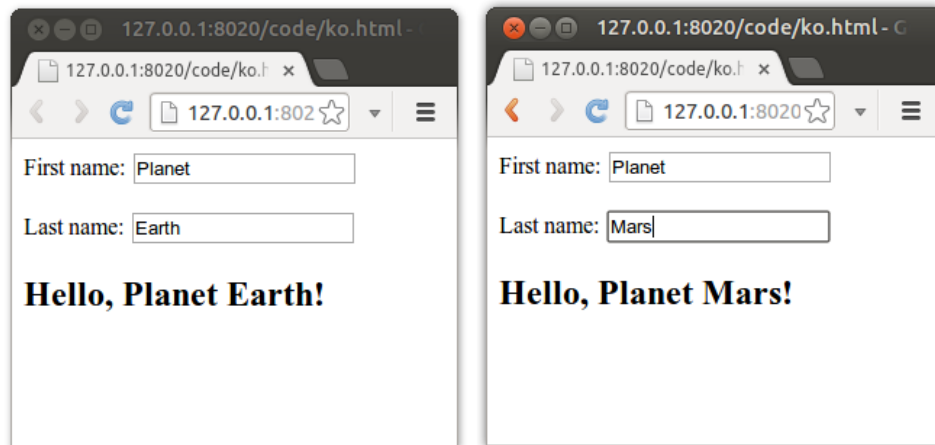 127.0.0.1:8020/code/ko.html -
127.0.0.1:8020/code/ko.h
127.0.0.1:802
First name: Planet
Last name: Earth
Hello, Planet Earth!
127.0.0.1:8020/code/ko.html - G
127.0.0.1:8020/code/ko.h
127.0.0.1:8020
First name: Planet
Last name: Mars
Hello, Planet Mars!